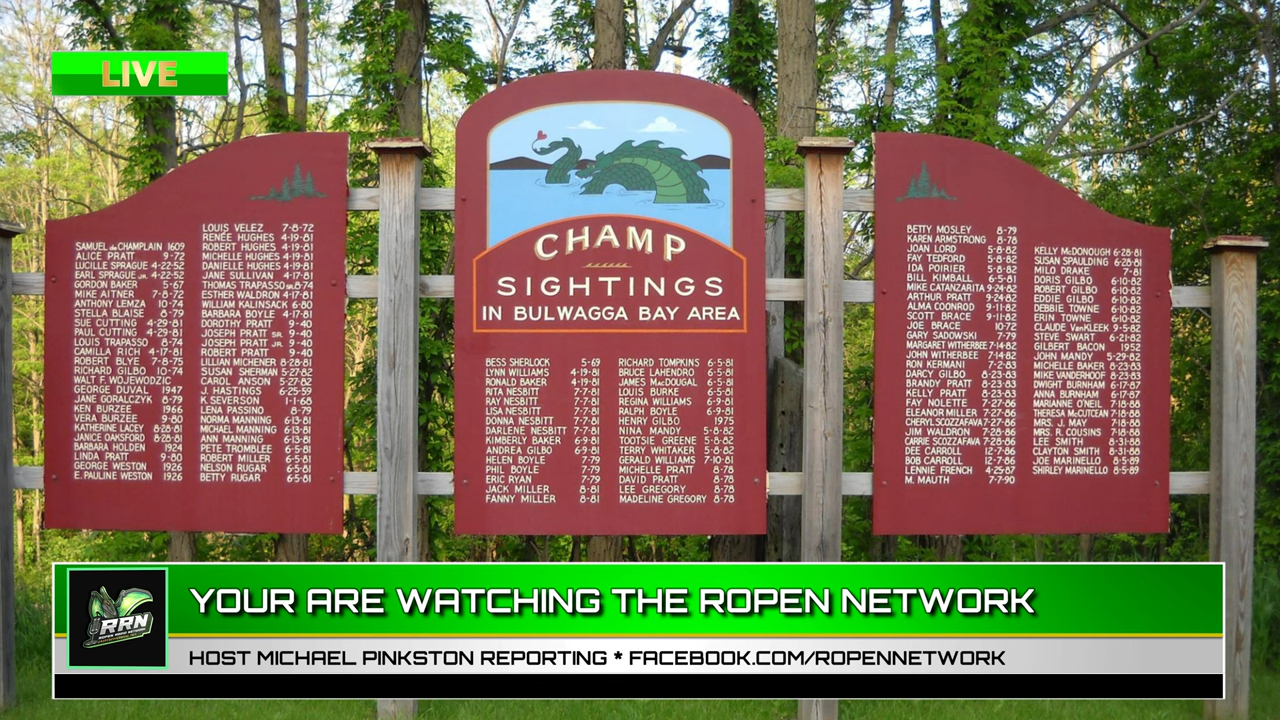 LIVE
SAMUEL de CHAMPLAIN 1609
ALICE PRATT 9-72
LUCILLE SPRAGUE 4-22-52
EARL SPRAGUE JR. 4-22-52
GORDON BAKER 5-67
MIKE AITNER 7-8-72
ANTHONY LEMZA 10-74
STELLA BLAISE 8-79
SUE CUTTING 4-29-81
PAUL CUTTING 4-29-81
LOUIS TRAPASSO 8-74
CAMILLA RICH 4-17-81
ROBERT BLYE 7-8-75
RICHARD GILBO 10-74
WALT F. WOJEWODZIC
GEORGE DUVAL 1947
JANE GORALCZYK 8-79
KEN BURZEE 1966
VERA BURZEE 9-80
KATHERINE LACEY 8-28-81
JANICE OAKSFORD 8-28-81
BARBARA HOLDEN 1924
LINDA PRATT 9-80
GEORGE WESTON 1926
E. PAULINE WESTON 1926
LOUIS VELEZ 7-8-72
RENÉE HUGHES 4-19-81
ROBERT HUGHES 4-19-81
MICHELLE HUGHES 4-19-81
DANIELLE HUGHES 4-19-81
JANE SULLIVAN 4-17-81
THOMAS TRAPASSO SR. 8-74
ESTHER WALDRON 4-17-81
WILLIAM KALINSACK 6-80
BARBARA BOYLE 4-17-81
DOROTHY PRATT 9-40
JOSEPH PRATT SR. 9-40
JOSEPH PRATT JR. 9-40
ROBERT PRATT 9-40
LILLIAN MICHENER 8-28-81
SUSAN SHERMAN 5-27-82
CAROL ANSON 5-27-82
J. HASTINGS 6-25-59
K. SEVERSON 1-1-68
LENA PASSINO 8-79
NORMA MANNING 6-13-81
MICHAEL MANNING 6-13-81
ANN MANNING 6-13-81
PETE TROMBLEE 6-5-81
ROBERT MILLER 6-5-81
NELSON RUGAR 6-5-81
BETTY RUGAR 6-5-81
CHAMP
SIGHTINGS
IN BULWAGGA BAY AREA
BESS SHERLOCK 5-69
LYNN WILLIAMS 4-19-81
RONALD BAKER 4-19-81
RITA NESBITT 7-7-81
RAY NESBITT 7-7-81
LISA NESBITT 7-7-81
DONNA NESBITT 7-7-81
DARLENE NESBITT 7-7-81
KIMBERLY BAKER 6-9-81
ANDREA GILBO 6-9-81
HELEN BOYLE 7-79
PHIL BOYLE 7-79
ERIC RYAN 7-79
JACK MILLER 8-81
FANNY MILLER 8-81
RICHARD TOMPKINS 6-5-81
BRUCE LAHENDRO 6-5-81
JAMES MacDOUGAL 6-5-81
LOUIS BURKE 6-5-81
REGINA WILLIAMS 6-9-81
RALPH BOYLE 6-9-81
HENRY GILBO 1975
NINA MANDY 5-8-82
TOOTSIE GREENE 5-8-82
TERRY WHITAKER 5-8-82
GERALD WILLIAMS 7-10-81
MICHELLE PRATT 8-78
DAVID PRATT 8-78
LEE GREGORY 8-78
MADELINE GREGORY 8-78
BETTY MOSLEY 8-79
KAREN ARMSTRONG 8-78
JOAN LORD 5-8-82
FAY TEDFORD 5-8-82
IDA POIRIER 5-8-82
BILL KIMBALL 6-5-81
MIKE CATANZARITA 9-24-82
ARTHUR PRATT 9-24-82
ALMA COONROD 9-11-82
SCOTT BRACE 9-11-82
JOE BRACE 10-72
GARY SADOWSKI 7-79
MARGARET WITHERBEE 7-14-82
JOHN WITHERBEE 7-14-82
RON KERMANI 7-2-83
DARCY GILBO 8-23-83
BRANDY PRATT 8-23-83
KELLY PRATT 8-23-83
FAY NOLETTE 7-27-86
ELEANOR MILLER 7-27-86
CHERYL SCOZZAFAVA 7-27-86
JIM WALDRON 7-28-86
CARRIE SCOZZAFAVA 7-28-86
DEE CARROLL 12-7-86
BOB CARROLL 12-7-86
LENNIE FRENCH 4-25-87
M. MAUTH 7-7-90
KELLY McDONOUGH 6-28-81
SUSAN SPAULDING 6-28-81
MILO DRAKE 7-81
DORIS GILBO 6-10-82
ROBERT GILBO 6-10-82
EDDIE GILBO 6-10-82
DEBBIE TOWNE 6-10-82
ERIN TOWNE 6-10-82
CLAUDE VanKLEEK 9-5-82
STEVE SWART 6-21-82
GILBERT BACON 1952
JOHN MANDY 5-29-82
MICHELLE BAKER 8-23-83
MIKE VANDERHOOF 8-23-83
DWIGHT BURNHAM 6-17-87
ANNA BURNHAM 6-17-87
MARIANNE O'NEIL 7-18-88
THERESA McCUTCEAN 7-18-88
MRS. J. MAY 7-18-88
MRS. R. COUSINS 7-18-88
LEE SMITH 8-31-88
CLAYTON SMITH 8-31-88
JOE MARINELLO 8-5-89
SHIRLEY MARINELLO 8-5-89
RRN
YOUR ARE WATCHING THE ROPEN NETWORK
HOST MICHAEL PINKSTON REPORTING * FACEBOOK.COM/ROPENNETWORK